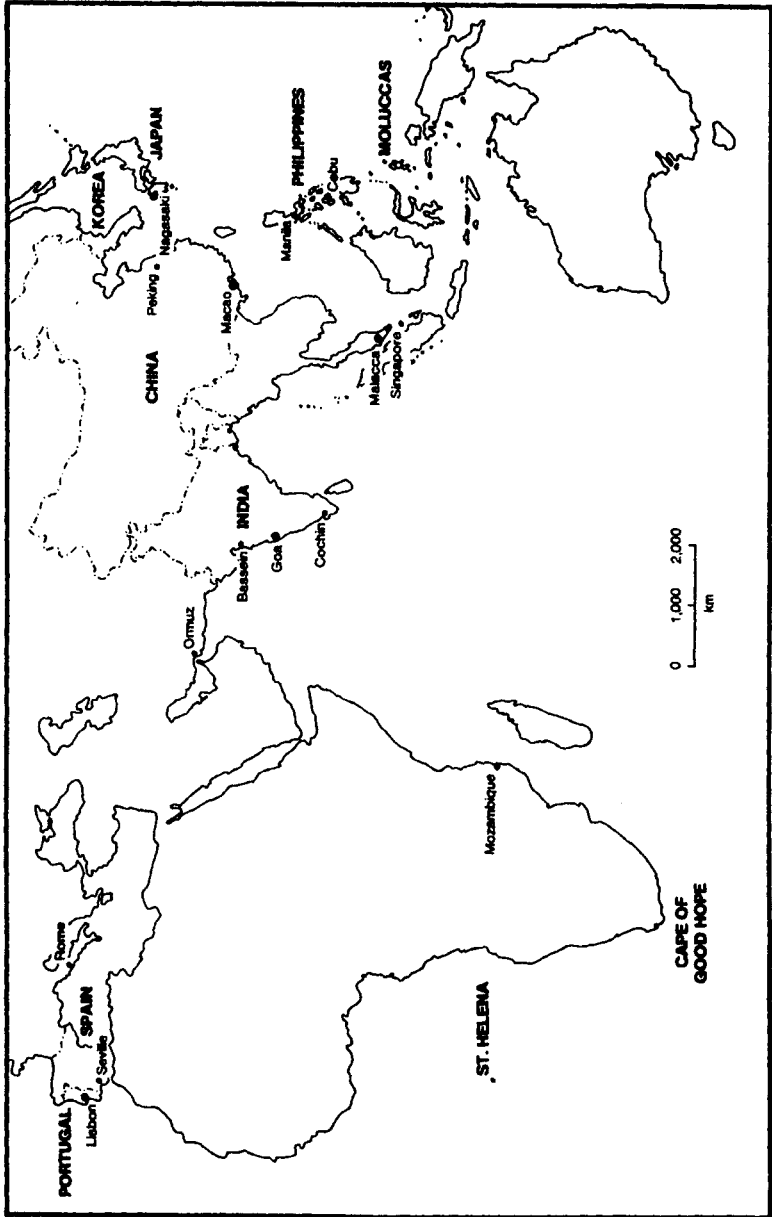 PORTUGAL
Lisbon
SPAIN
Seville
Rome
ST. HELENA
CAPE OF
GOOD HOPE
Mozambique
Ormuz
Bassein
INDIA
Goa
Cochin
CHINA
Peking
KOREA
JAPAN
Nagasaki
Macao
Manila
PHILIPPINES
Cebu
MOLUCCAS
Malacca
Singapore
0 1,000 2,000
km